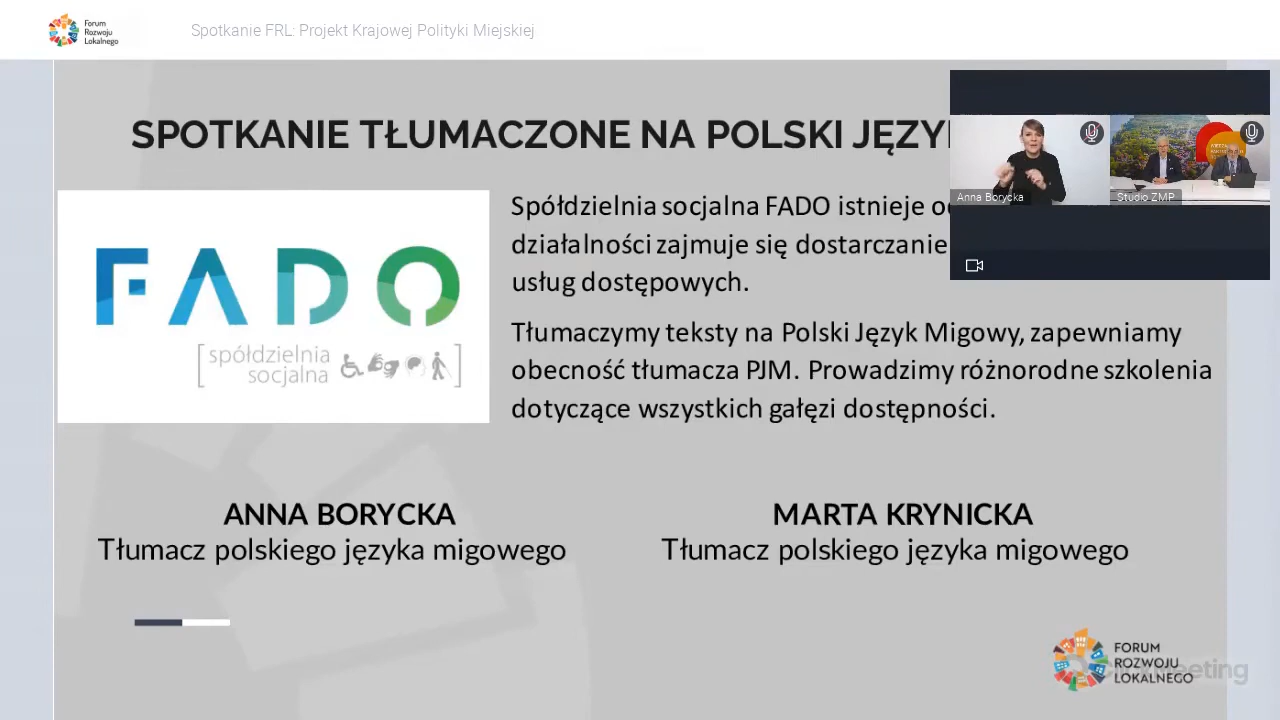 Forum
Rozwoju
Lokalnego
Spotkanie FRL: Projekt Krajowej Polityki Miejskiej
SPOTKANIE TŁUMACZONE NA POLSKI
Anna Borycka
Studio ZMP
Spółdzielnia socjalna FADO istnieje
działalności zajmuje się
usług dostępowych.
FADO
[spółdzielnia
socjalna]
Tłumaczymy teksty na Polski Język Migowy, zapewniamy
obecność tłumacza PJM. Prowadzimy różnorodne szkolenia
dotyczące wszystkich gałęzi dostępności.
ANNA BORYCKA
Tłumacz polskiego języka migowego
MARTA KRYNICKA
Tłumacz polskiego języka migowego
FORUM
ROZWOJU
LOKALNEGO